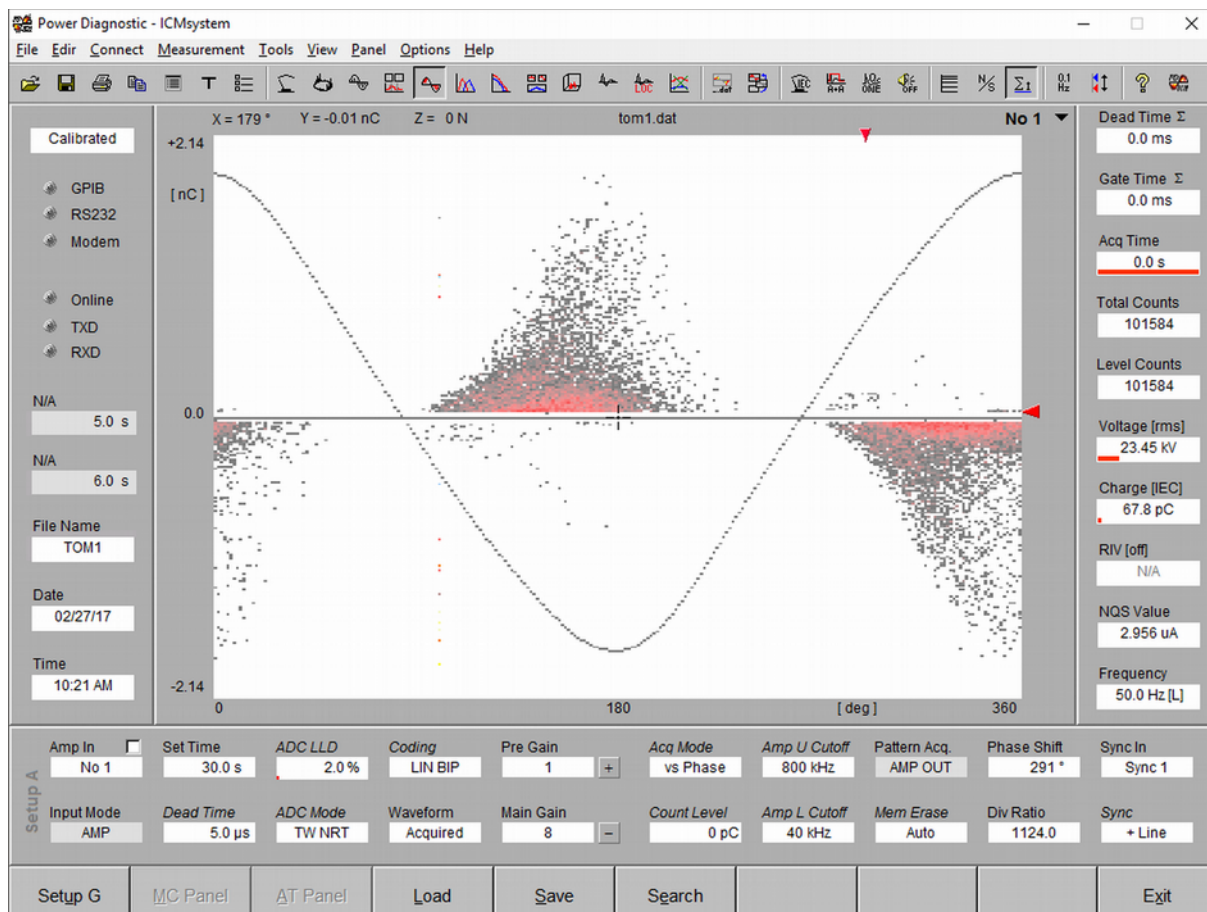 Power Diagnostic - ICMsystem
File Edir Connect Measurement Tools View Panel Options Help
T LOC IEC A+A ONE OFF N/S Σ1 0.1 Hz ?
X = 179 ° Y = -0.01 nC Z = 0 N tom1.dat No 1
Calibrated
GPIB
RS232
Modem
Online
TXD
RXD
N/A
5.0 s
N/A
6.0 s
File Name
TOM1
Date
02/27/17
Time
10:21 AM
+2.14
[ nC ]
0.0
-2.14
0 180 [ deg ] 360
Dead Time Σ
0.0 ms
Gate Time Σ
0.0 ms
Acq Time
0.0 s
Total Counts
101584
Level Counts
101584
Voltage [rms]
23.45 kV
Charge [IEC]
67.8 pC
RIV [off]
N/A
NQS Value
2.956 uA
Frequency
50.0 Hz [L]
Setup A
Amp In Set Time ADC LLD Coding Pre Gain Acq Mode Amp U Cutoff Pattern Acq. Phase Shift Sync In
No 1 30.0 s 2.0 % LIN BIP 1 + vs Phase 800 kHz AMP OUT 291 ° Sync 1
Input Mode Dead Time ADC Mode Waveform Main Gain Count Level Amp L Cutoff Mem Erase Div Ratio Sync
AMP 5.0 µs TW NRT Acquired 8 − 0 pC 40 kHz Auto 1124.0 + Line
Setup G MC Panel AT Panel Load Save Search Exit